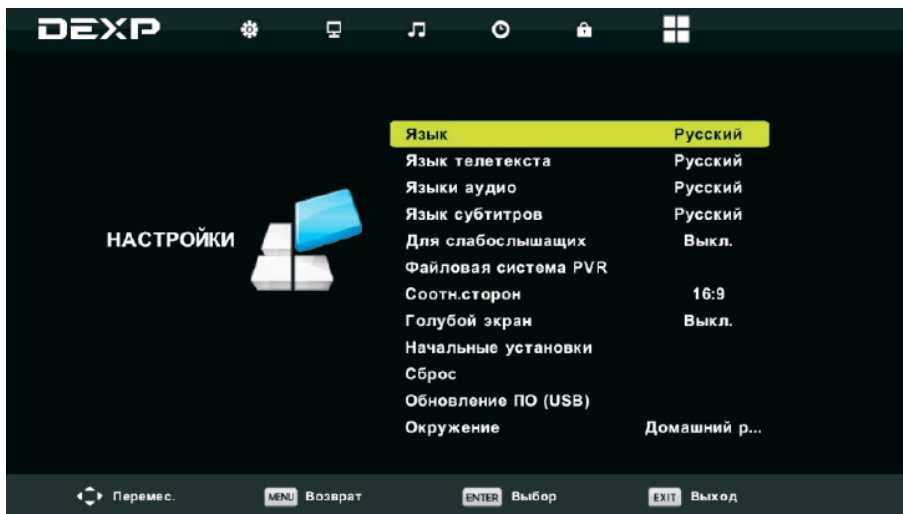 DEXP
Язык Русский
Язык телетекста Русский
Языки аудио Русский
Язык субтитров Русский
НАСТРОЙКИ
Для слабослышащих Выкл.
Файловая система PVR
Соотн.сторон 16:9
Голубой экран Выкл.
Начальные установки
Сброс
Обновление ПО (USB)
Окружение Домашний р...
Перемес. MENU Возврат ENTER Выбор EXIT Выход